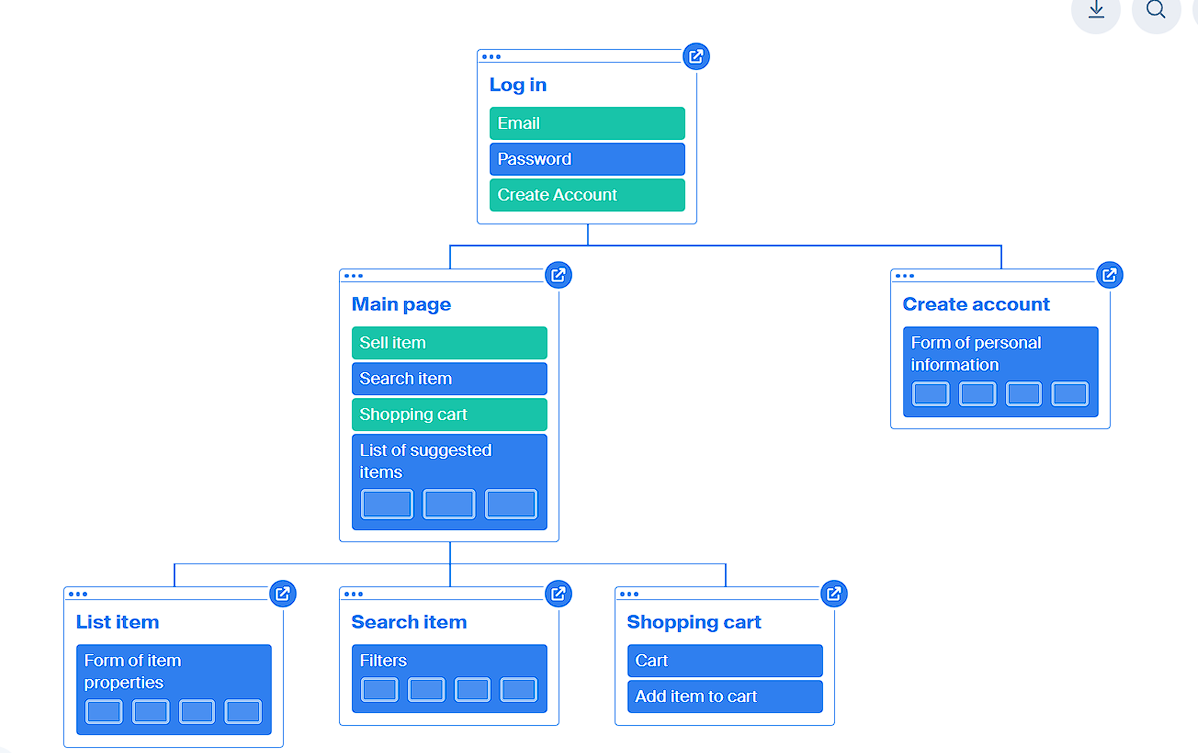 Log in
Email
Password
Create Account
Main page
Sell item
Search item
Shopping cart
List of suggested
items
Create account
Form of personal
information
List item
Form of item
properties
Search item
Filters
Shopping cart
Cart
Add item to cart